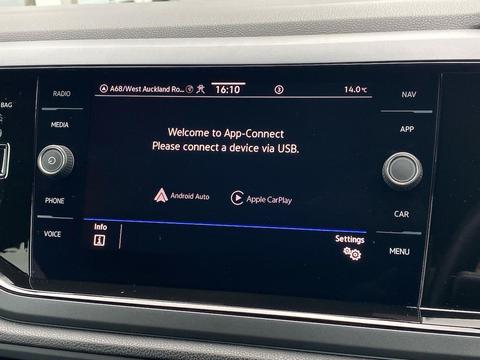 BAG
RADIO
MEDIA
PHONE
VOICE
A68/West Auckland Ro... 16:10 14.0°C
Welcome to App-Connect
Please connect a device via USB.
Android Auto
Apple CarPlay
Info
Settings
NAV
APP
CAR
MENU